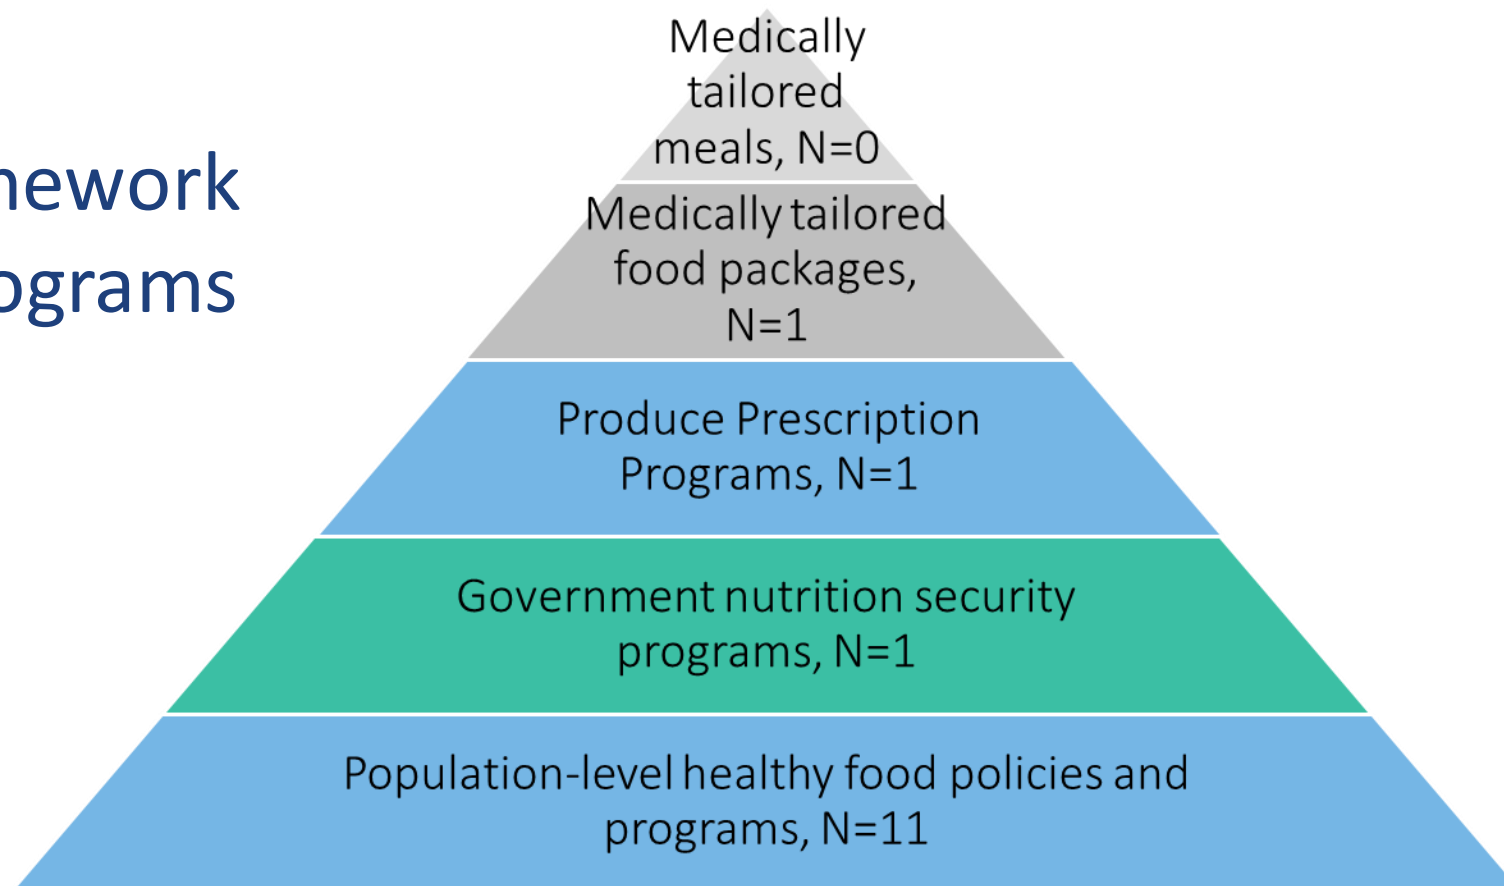 nework
ograms
Medically
tailored
meals, N=0
Medically tailored
food packages,
N=1
Produce Prescription
Programs, N=1
Government nutrition security
programs, N=1
Population-level healthy food policies and
programs, N=11